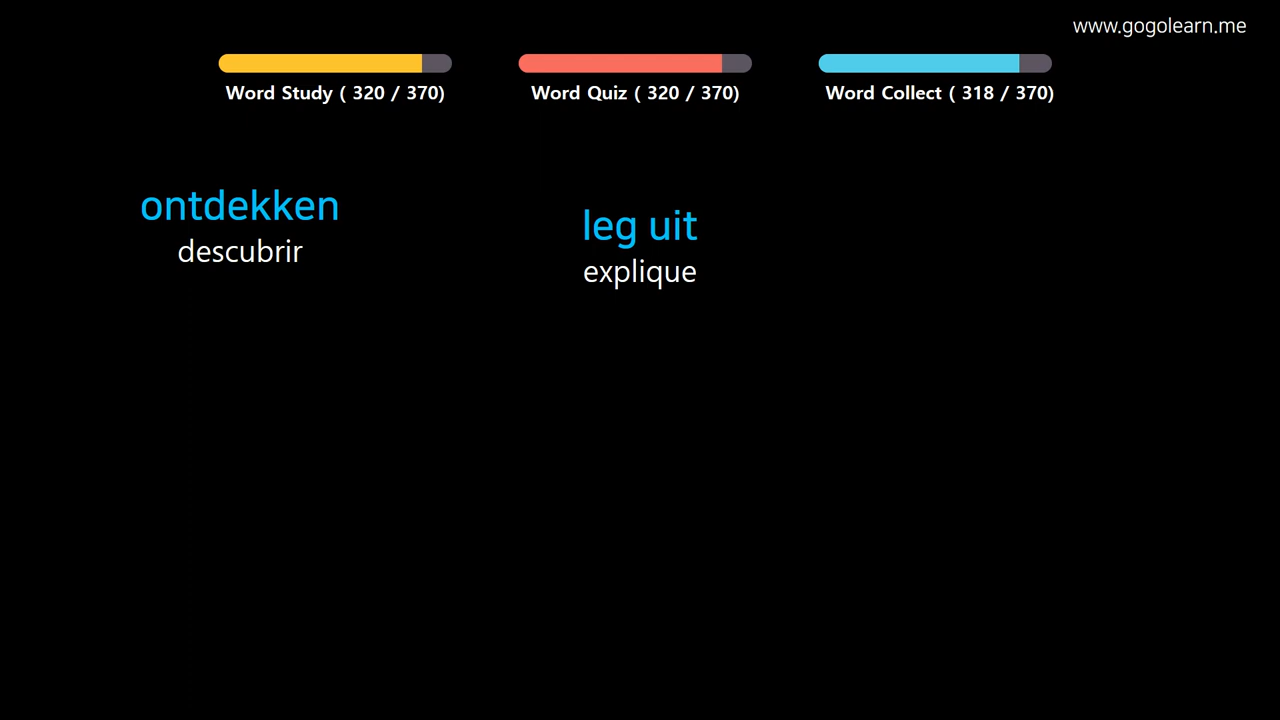 www.gogolearn.me
Word Study ( 320 / 370)
Word Quiz ( 320 / 370)
Word Collect ( 318 / 370)
ontdekken
descubrir
leg uit
explique